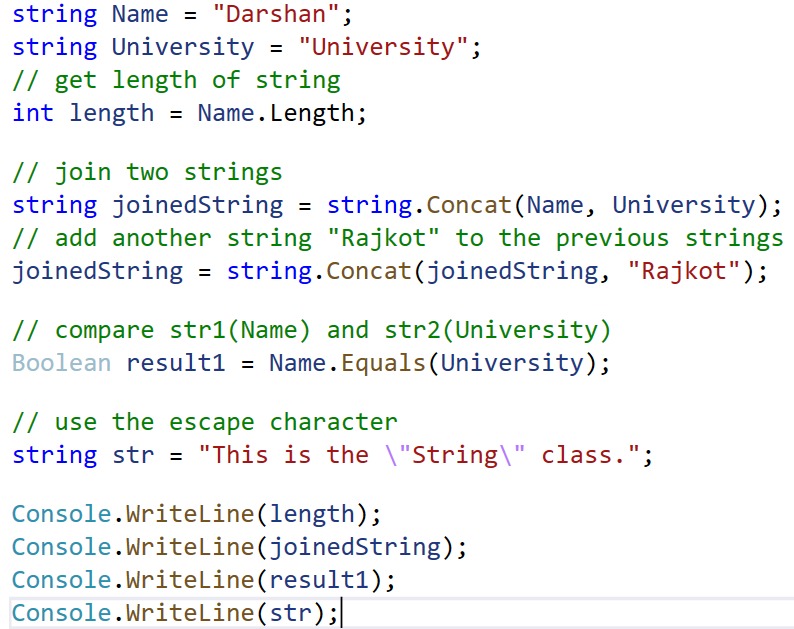 string Name = "Darshan";
string University = "University";
// get length of string
int length = Name.Length;
// join two strings
string joinedString = string.Concat(Name, University);
// add another string "Rajkot" to the previous strings
joinedString = string.Concat(joinedString, "Rajkot");
// compare str1(Name) and str2(University)
Boolean result1 = Name.Equals(University);
// use the escape character
string str = "This is the \"String\" class.";
Console.WriteLine(length);
Console.WriteLine(joinedString);
Console.WriteLine(result1);
Console.WriteLine(str);